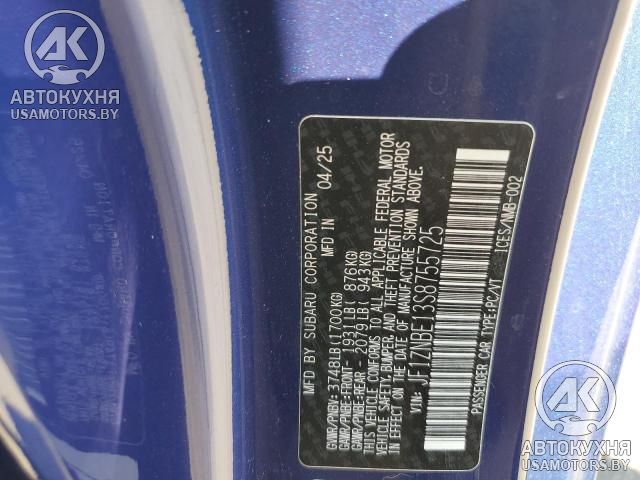 AK
АВТОКУХНЯ
USAMOTORS.BY
MFD BY SUBARU CORPORATION
MFD IN 04/25
GVWR/PNBV: 3748LB(1700KG)
GAWR/PNBE:FRONT- 1931LB( 876KG)
GAWR/PNBE:REAR - 2079LB( 943KG)
THIS VEHICLE CONFORMS TO ALL APPLICABLE FEDERAL MOTOR
VEHICLE SAFETY,BUMPER,AND THEFT PREVENTION STANDARDS
IN EFFECT ON THE DATE OF MANUFACTURE SHOWN ABOVE.
VIN: JF1ZNBE13S8755725
PASSENGER CAR VEHICLE TYPE:PC/VT ICES/NMB-002
AK
АВТОКУХНЯ
USAMOTORS.BY